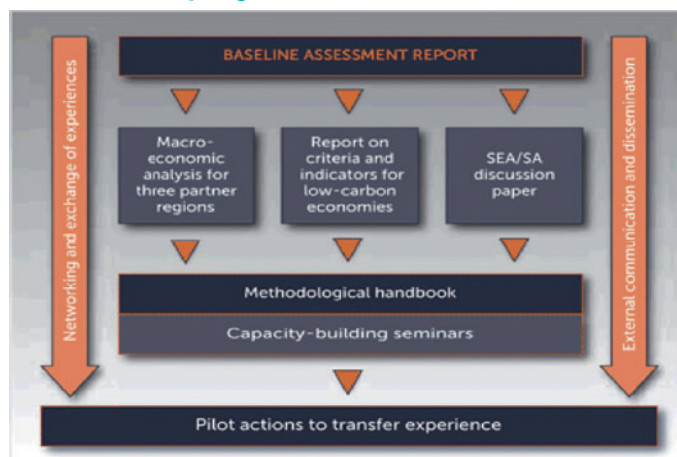 BASELINE ASSESSMENT REPORT
Networking and exchange of experiences
Macro-
economic
analysis for
three partner
regions
Report on
criteria and
indicators for
low-carbon
economies
SEA/SA
discussion
paper
External communication and dissemination
Methodological handbook
Capacity-building seminars
Pilot actions to transfer experience